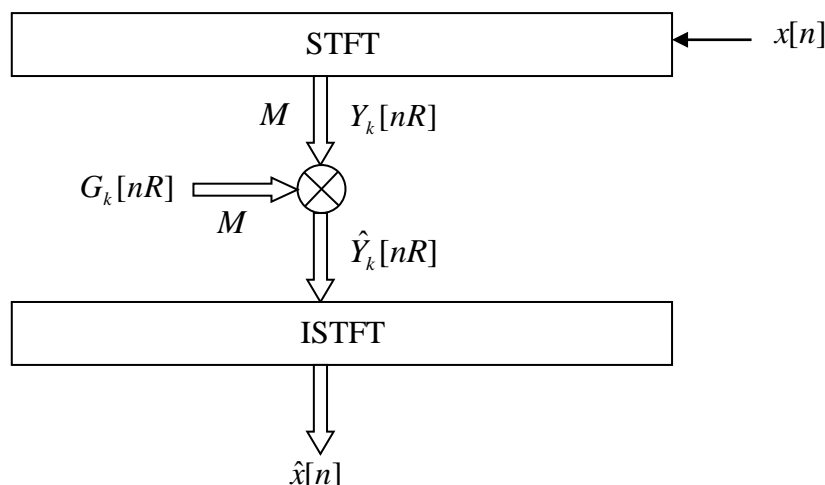 STFT
x[n]
M
Y_k[nR]
G_k[nR]
M
Ŷ_k[nR]
ISTFT
x̂[n]